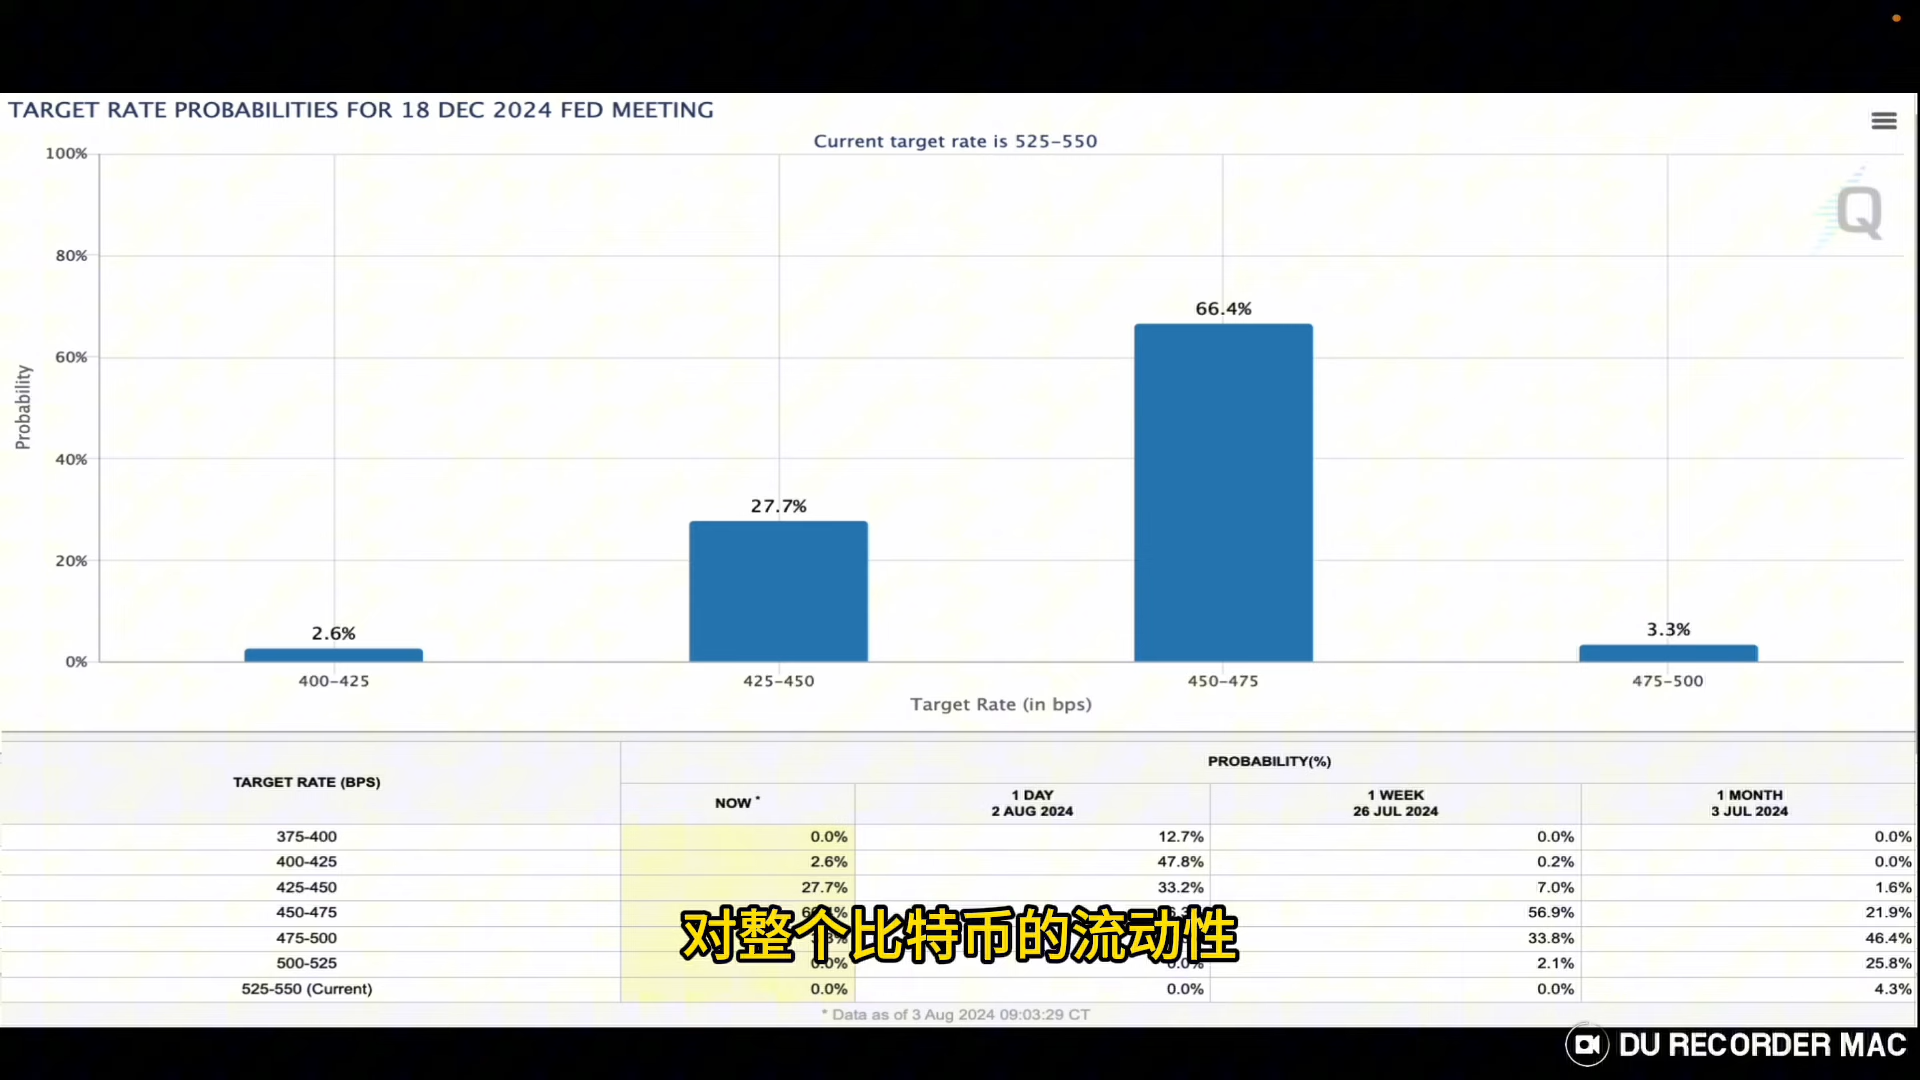 TARGET RATE PROBABILITIES FOR 18 DEC 2024 FED MEETING
Current target rate is 525–550
Q
100%
80%
60%
40%
20%
0%
Probability
2.6%
27.7%
66.4%
3.3%
400–425
425–450
450–475
475–500
Target Rate (in bps)
TARGET RATE (BPS) PROBABILITY(%)
NOW * 1 DAY 2 AUG 2024 1 WEEK 26 JUL 2024 1 MONTH 3 JUL 2024
375-400 0.0% 12.7% 0.0% 0.0%
400-425 2.6% 47.8% 0.2% 0.0%
425-450 27.7% 33.2% 7.0% 1.6%
450-475 56.9% 21.9%
475-500 33.8% 46.4%
500-525 0.0% 0.0% 2.1% 25.8%
525-550 (Current) 0.0% 0.0% 0.0% 4.3%
对整个比特币的流动性
* Data as of 3 Aug 2024 09:03:29 CT
DU RECORDER MAC